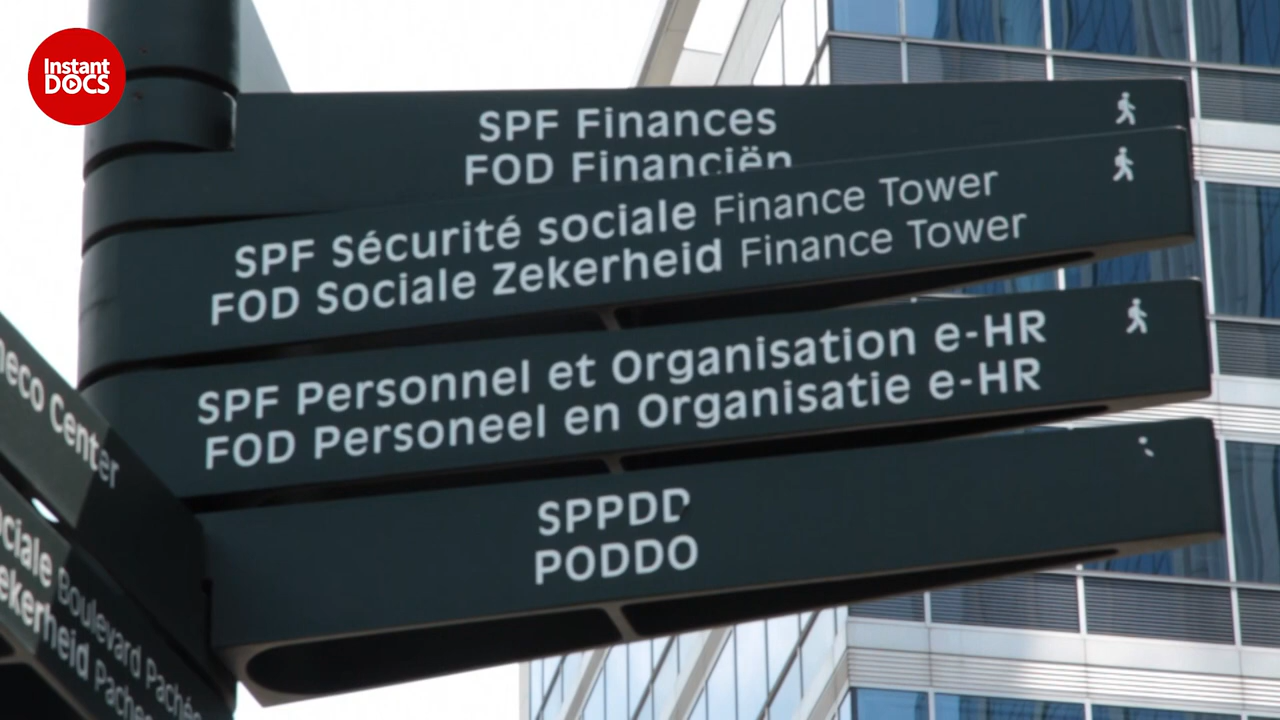 Instant
DOCS
SPF Finances
FOD Financiën
SPF Sécurité sociale Finance Tower
FOD Sociale Zekerheid Finance Tower
SPF Personnel et Organisation e-HR
FOD Personeel en Organisatie e-HR
SPPDD
PODDO
Center
Boulevard